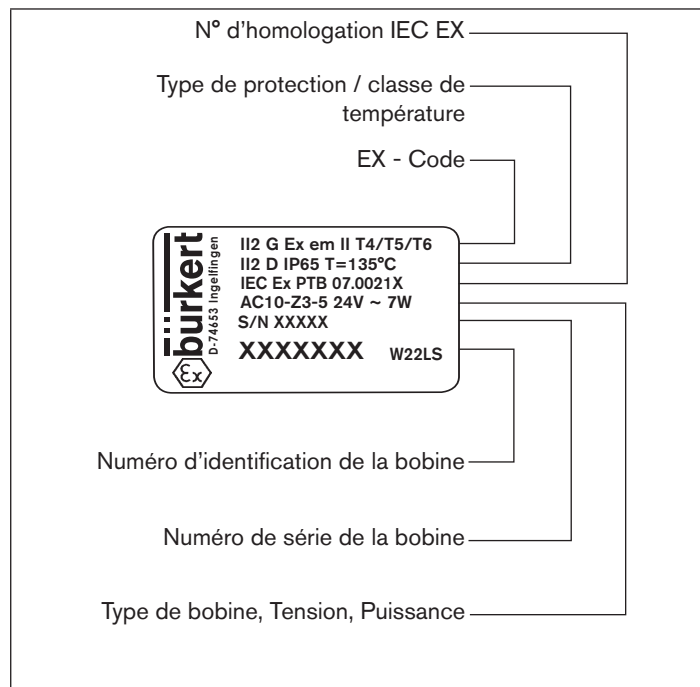 N° d'homologation IEC EX
Type de protection / classe de
température
EX - Code
bürkert
D-74653 Ingelfingen
II2 G Ex em II T4/T5/T6
II2 D IP65 T=135°C
IEC Ex PTB 07.0021X
AC10-Z3-5 24V ~ 7W
S/N XXXXX
XXXXXXX W22LS
Ex
Numéro d'identification de la bobine
Numéro de série de la bobine
Type de bobine, Tension, Puissance